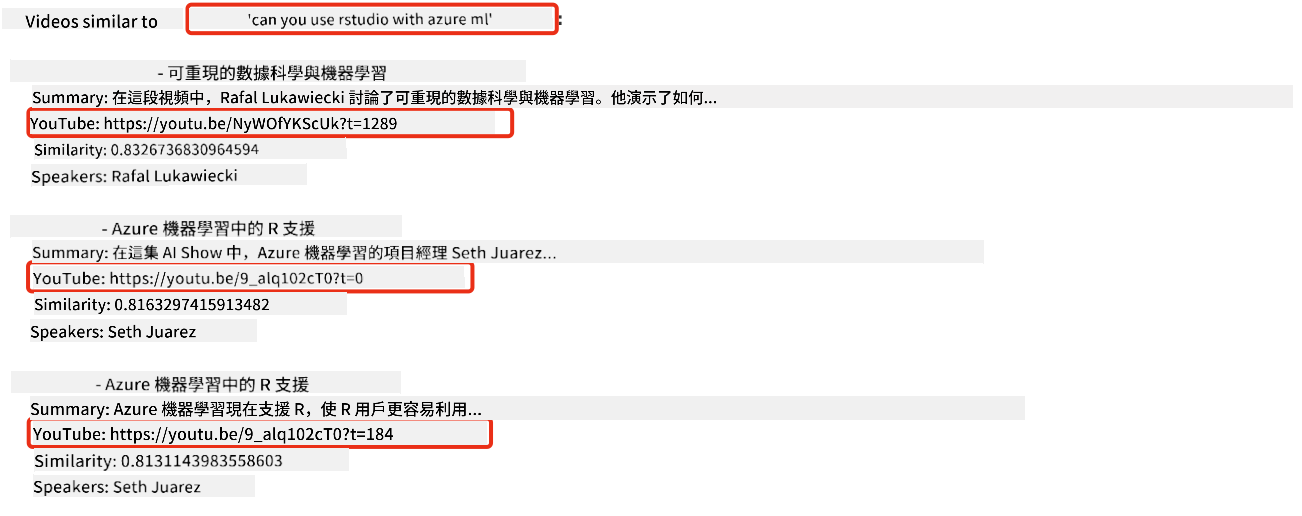 Videos similar to 'can you use rstudio with azure ml':
- 可重現的數據科學與機器學習
Summary: 在這段視頻中，Rafal Lukawiecki 討論了可重現的數據科學與機器學習。他演示了如何...
YouTube: https://youtu.be/NyWOfYKScUk?t=1289
Similarity: 0.8326736830964594
Speakers: Rafal Lukawiecki
- Azure 機器學習中的 R 支援
Summary: 在這集 AI Show 中，Azure 機器學習的項目經理 Seth Juarez...
YouTube: https://youtu.be/9_alq102cT0?t=0
Similarity: 0.8163297415913482
Speakers: Seth Juarez
- Azure 機器學習中的 R 支援
Summary: Azure 機器學習現在支援 R，使 R 用戶更容易利用...
YouTube: https://youtu.be/9_alq102cT0?t=184
Similarity: 0.8131143983558603
Speakers: Seth Juarez